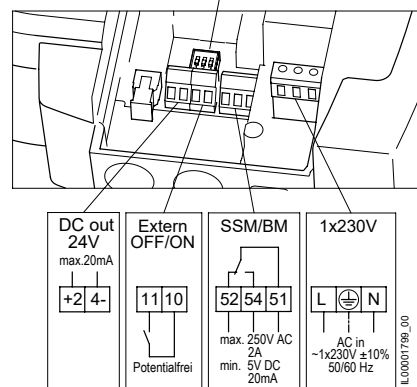 DC out
24V
max.20mA
+2 4-
Extern
OFF/ON
11 10
Potentialfrei
SSM/BM
52 54 51
max. 250V AC
2A
min. 5V DC
20mA
1x230V
L N
AC in
~1x230V ±10%
50/60 Hz
JL00001799_00